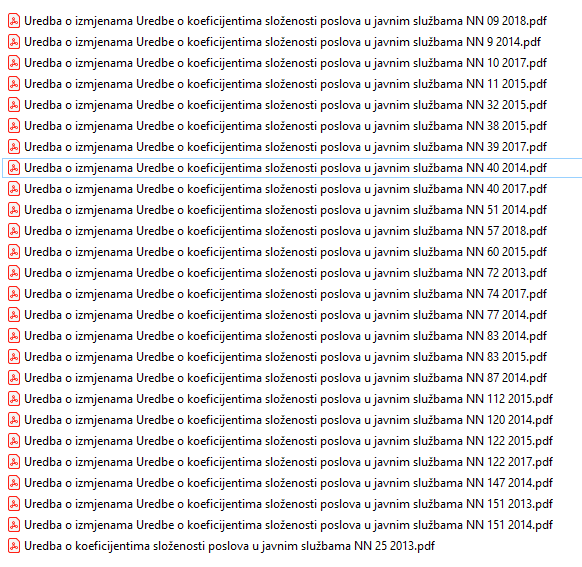 Uredba o izmjenama Uredbe o koeficijentima složenosti poslova u javnim službama NN 09 2018.pdf
Uredba o izmjenama Uredbe o koeficijentima složenosti poslova u javnim službama NN 9 2014.pdf
Uredba o izmjenama Uredbe o koeficijentima složenosti poslova u javnim službama NN 10 2017.pdf
Uredba o izmjenama Uredbe o koeficijentima složenosti poslova u javnim službama NN 11 2015.pdf
Uredba o izmjenama Uredbe o koeficijentima složenosti poslova u javnim službama NN 32 2015.pdf
Uredba o izmjenama Uredbe o koeficijentima složenosti poslova u javnim službama NN 38 2015.pdf
Uredba o izmjenama Uredbe o koeficijentima složenosti poslova u javnim službama NN 39 2017.pdf
Uredba o izmjenama Uredbe o koeficijentima složenosti poslova u javnim službama NN 40 2014.pdf
Uredba o izmjenama Uredbe o koeficijentima složenosti poslova u javnim službama NN 40 2017.pdf
Uredba o izmjenama Uredbe o koeficijentima složenosti poslova u javnim službama NN 51 2014.pdf
Uredba o izmjenama Uredbe o koeficijentima složenosti poslova u javnim službama NN 57 2018.pdf
Uredba o izmjenama Uredbe o koeficijentima složenosti poslova u javnim službama NN 60 2015.pdf
Uredba o izmjenama Uredbe o koeficijentima složenosti poslova u javnim službama NN 72 2013.pdf
Uredba o izmjenama Uredbe o koeficijentima složenosti poslova u javnim službama NN 74 2017.pdf
Uredba o izmjenama Uredbe o koeficijentima složenosti poslova u javnim službama NN 77 2014.pdf
Uredba o izmjenama Uredbe o koeficijentima složenosti poslova u javnim službama NN 83 2014.pdf
Uredba o izmjenama Uredbe o koeficijentima složenosti poslova u javnim službama NN 83 2015.pdf
Uredba o izmjenama Uredbe o koeficijentima složenosti poslova u javnim službama NN 87 2014.pdf
Uredba o izmjenama Uredbe o koeficijentima složenosti poslova u javnim službama NN 112 2015.pdf
Uredba o izmjenama Uredbe o koeficijentima složenosti poslova u javnim službama NN 120 2014.pdf
Uredba o izmjenama Uredbe o koeficijentima složenosti poslova u javnim službama NN 122 2015.pdf
Uredba o izmjenama Uredbe o koeficijentima složenosti poslova u javnim službama NN 122 2017.pdf
Uredba o izmjenama Uredbe o koeficijentima složenosti poslova u javnim službama NN 147 2014.pdf
Uredba o izmjenama Uredbe o koeficijentima složenosti poslova u javnim službama NN 151 2013.pdf
Uredba o izmjenama Uredbe o koeficijentima složenosti poslova u javnim službama NN 151 2014.pdf
Uredba o koeficijentima složenosti poslova u javnim službama NN 25 2013.pdf